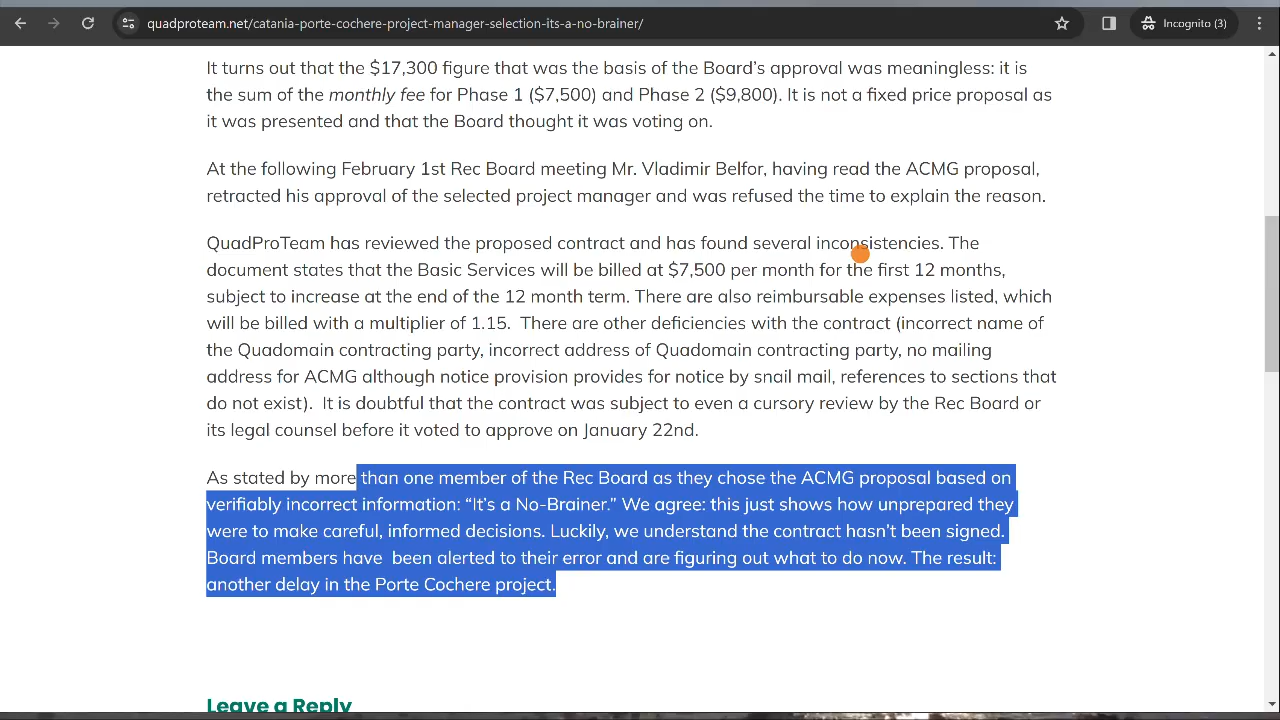 quadproteam.net/catania-porte-cochere-project-manager-selection-its-a-no-brainer/
Incognito (3)
It turns out that the $17,300 figure that was the basis of the Board's approval was meaningless: it is
the sum of the monthly fee for Phase 1 ($7,500) and Phase 2 ($9,800). It is not a fixed price proposal as
it was presented and that the Board thought it was voting on.
At the following February 1st Rec Board meeting Mr. Vladimir Belfor, having read the ACMG proposal,
retracted his approval of the selected project manager and was refused the time to explain the reason.
QuadProTeam has reviewed the proposed contract and has found several inconsistencies. The
document states that the Basic Services will be billed at $7,500 per month for the first 12 months,
subject to increase at the end of the 12 month term. There are also reimbursable expenses listed, which
will be billed with a multiplier of 1.15.  There are other deficiencies with the contract (incorrect name of
the Quadomain contracting party, incorrect address of Quadomain contracting party, no mailing
address for ACMG although notice provision provides for notice by snail mail, references to sections that
do not exist).  It is doubtful that the contract was subject to even a cursory review by the Rec Board or
its legal counsel before it voted to approve on January 22nd.
As stated by more than one member of the Rec Board as they chose the ACMG proposal based on
verifiably incorrect information: “It’s a No-Brainer.” We agree: this just shows how unprepared they
were to make careful, informed decisions. Luckily, we understand the contract hasn’t been signed.
Board members have  been alerted to their error and are figuring out what to do now. The result:
another delay in the Porte Cochere project.
Leave a Reply